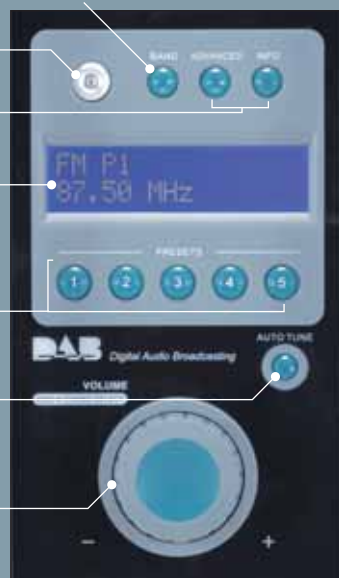 BAND ADVANCED INFO
FM P1
87.50 MHz
PRESETS
1 2 3 4 5
DAB Digital Audio Broadcasting
AUTO TUNE
VOLUME
- +